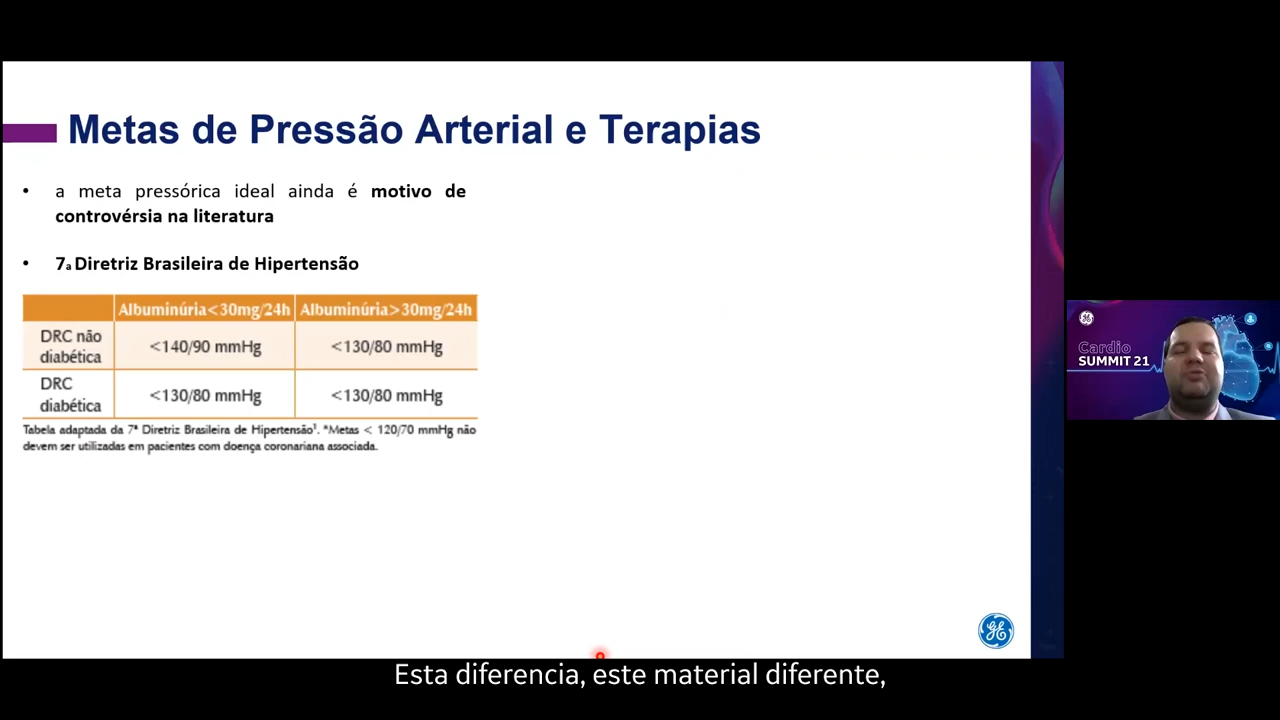 Metas de Pressão Arterial e Terapias
• a meta pressórica ideal ainda é motivo de
controvérsia na literatura
• 7ª Diretriz Brasileira de Hipertensão
Albuminúria<30mg/24h Albuminúria>30mg/24h
DRC não
diabética
<140/90 mmHg <130/80 mmHg
DRC
diabética
<130/80 mmHg <130/80 mmHg
Tabela adaptada da 7ª Diretriz Brasileira de Hipertensão¹. *Metas < 120/70 mmHg não
devem ser utilizadas em pacientes com doença coronariana associada.
Cardio
SUMMIT 21
GE
Esta diferencia, este material diferente,